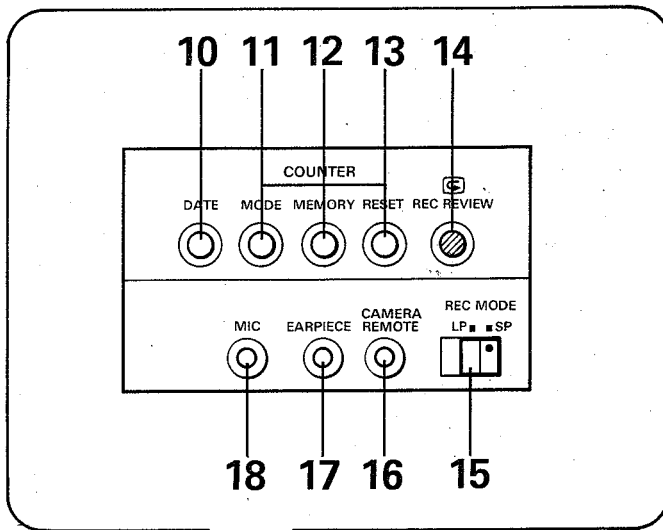 10 11 12 13 14
COUNTER
DATE MODE MEMORY RESET REC REVIEW
REC MODE
LP SP
MIC EARPIECE CAMERA REMOTE
18 17 16 15